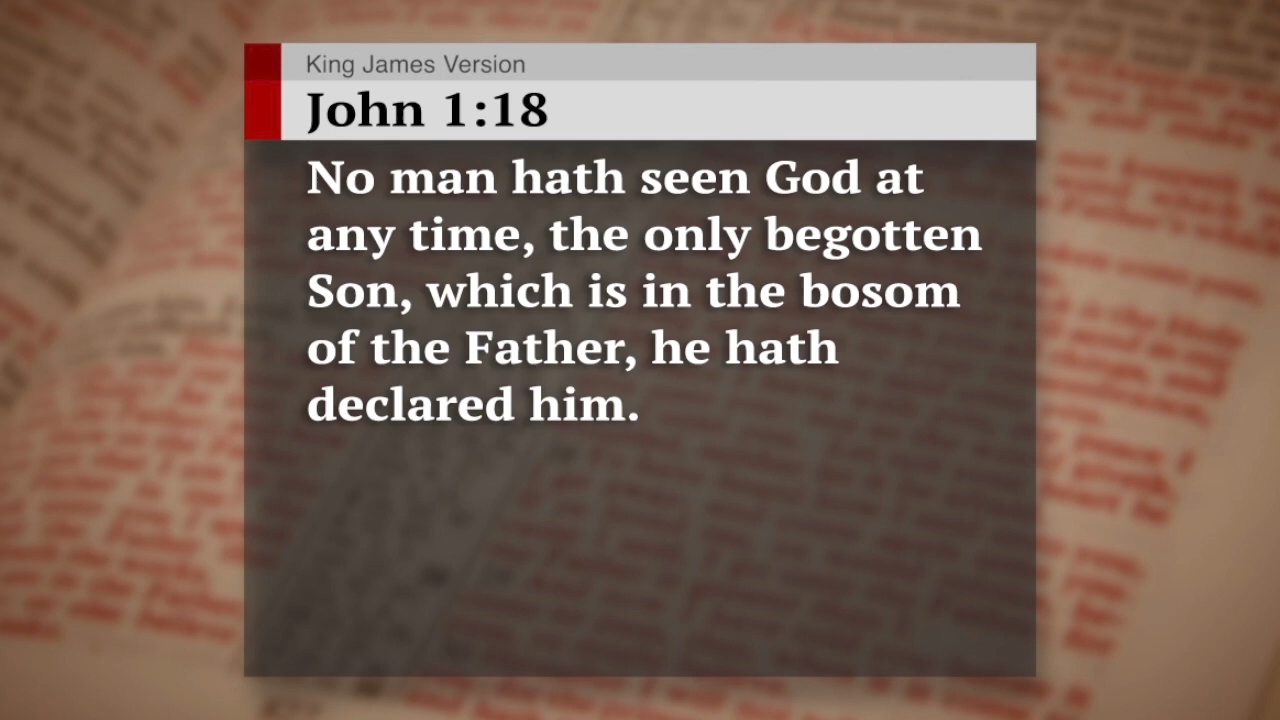 King James Version
John 1:18
No man hath seen God at
any time, the only begotten
Son, which is in the bosom
of the Father, he hath
declared him.